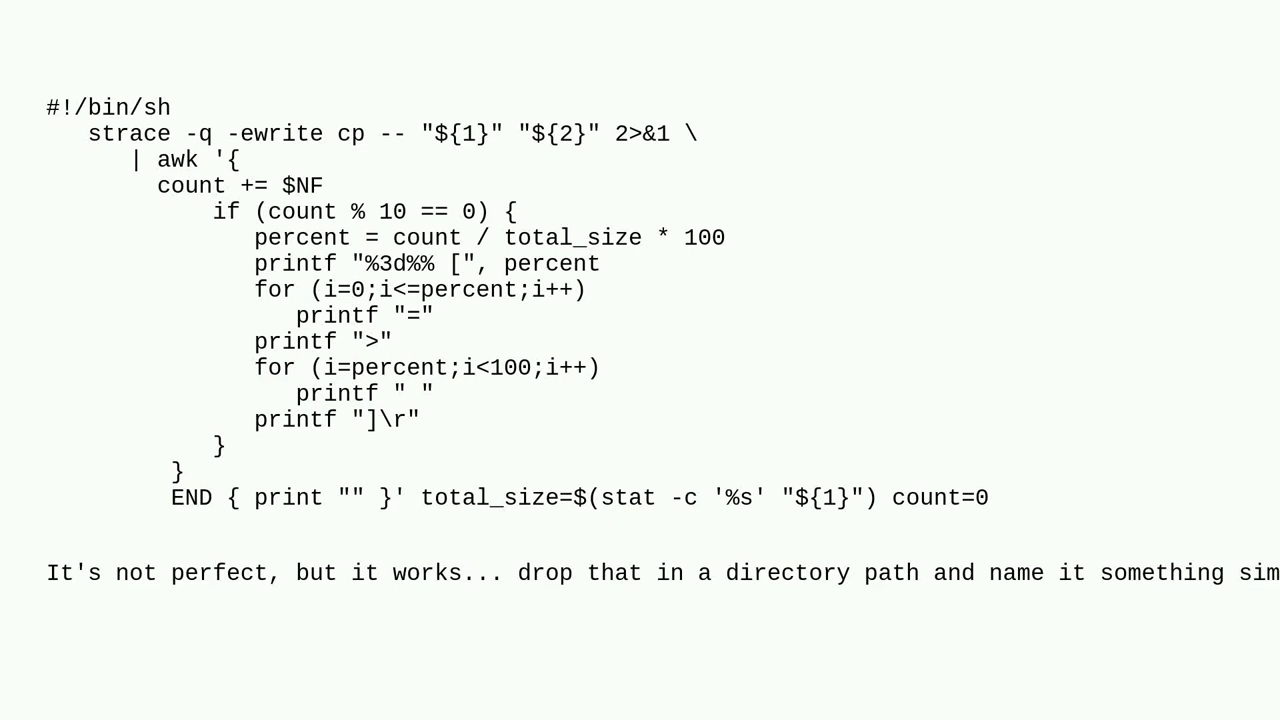 #!/bin/sh
strace -q -ewrite cp -- "${1}" "${2}" 2>&1 \
| awk '{
count += $NF
if (count % 10 == 0) {
percent = count / total_size * 100
printf "%3d%% [", percent
for (i=0;i<=percent;i++)
printf "="
printf ">"
for (i=percent;i<100;i++)
printf " "
printf "]\r"
}
}
END { print "" }' total_size=$(stat -c '%s' "${1}") count=0
It's not perfect, but it works... drop that in a directory path and name it something